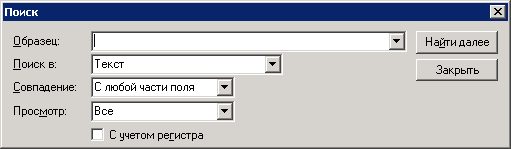 Поиск
Образец:
Найти далее
Поиск в: Текст
Закрыть
Совпадение: С любой части поля
Просмотр: Все
С учетом регистра